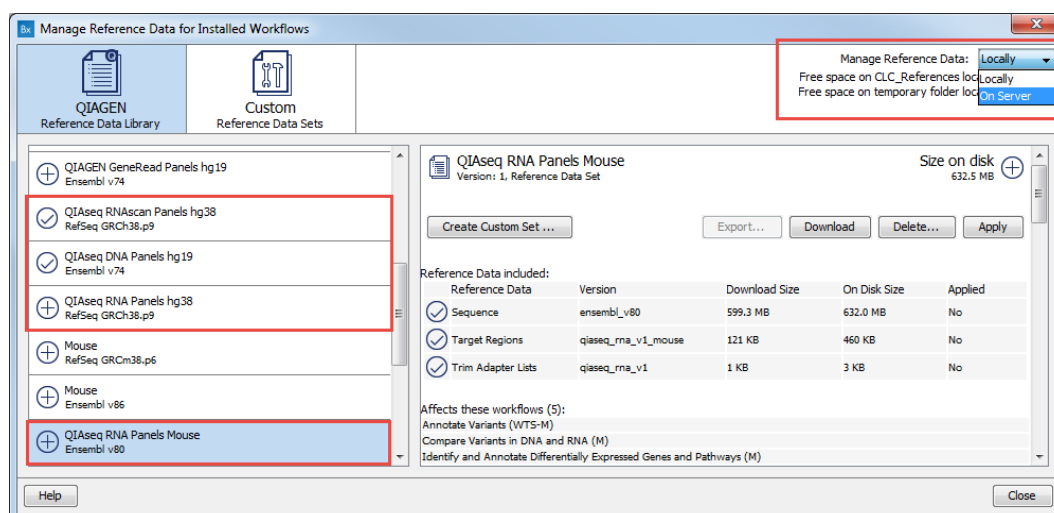 Bx Manage Reference Data for Installed Workflows
QIAGEN
Reference Data Library
Custom
Reference Data Sets
Manage Reference Data: Locally
Free space on CLC_References loc
Free space on temporary folder loc
Locally
On Server
QIAGEN GeneRead Panels hg19
Ensembl v74
QIAseq RNAscan Panels hg38
RefSeq GRCh38.p9
QIAseq DNA Panels hg19
Ensembl v74
QIAseq RNA Panels hg38
RefSeq GRCh38.p9
Mouse
RefSeq GRCm38.p6
Mouse
Ensembl v86
QIAseq RNA Panels Mouse
Ensembl v80
QIAseq RNA Panels Mouse
Version: 1, Reference Data Set
Size on disk
632.5 MB
Create Custom Set ... Export... Download Delete... Apply
Reference Data included:
Reference Data Version Download Size On Disk Size Applied
Sequence ensembl_v80 599.3 MB 632.0 MB No
Target Regions qiaseq_rna_v1_mouse 121 KB 460 KB No
Trim Adapter Lists qiaseq_rna_v1 1 KB 3 KB No
Affects these workflows (5):
Annotate Variants (WTS-M)
Compare Variants in DNA and RNA (M)
Identify and Annotate Differentially Expressed Genes and Pathways (M)
Help
Close